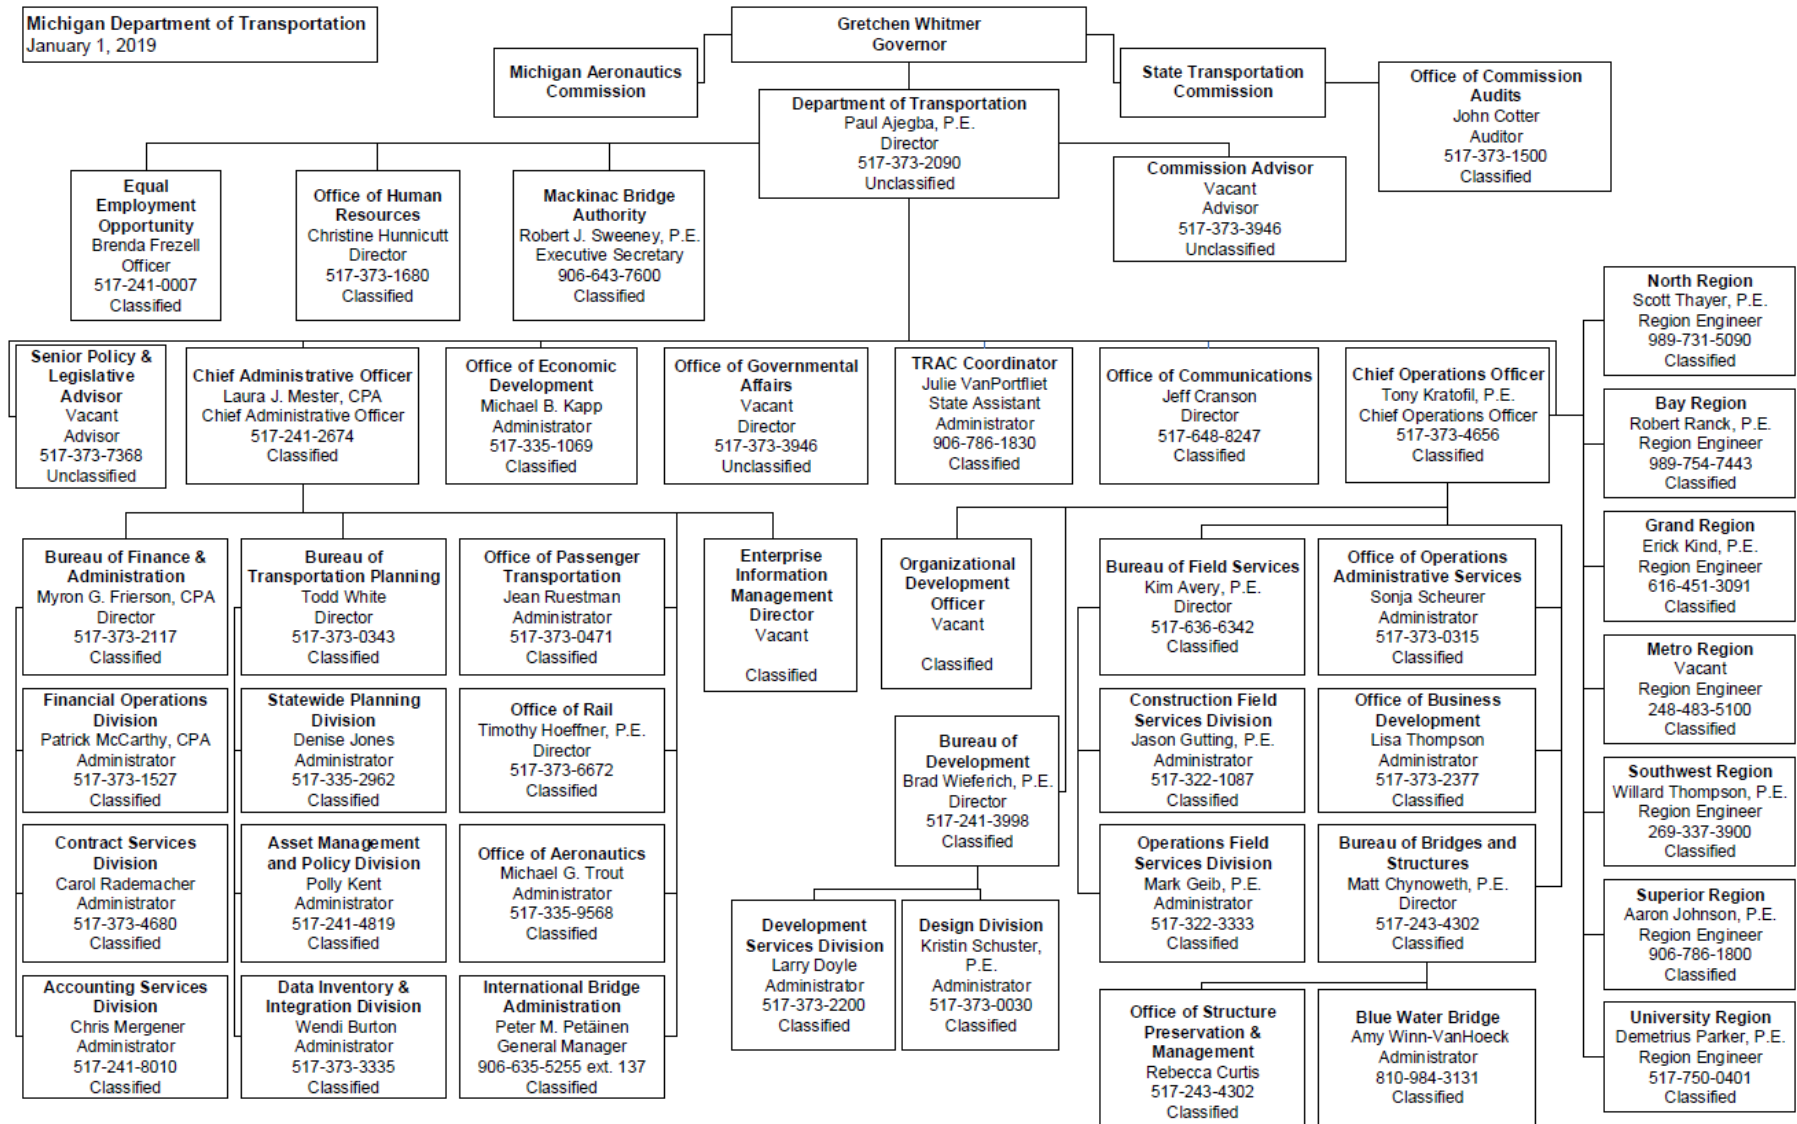 Michigan Department of Transportation
January 1, 2019
Gretchen Whitmer
Governor
Michigan Aeronautics
Commission
State Transportation
Commission
Office of Commission
Audits
John Cotter
Auditor
517-373-1500
Classified
Department of Transportation
Paul Ajegba, P.E.
Director
517-373-2090
Unclassified
Commission Advisor
Vacant
Advisor
517-373-3946
Unclassified
Equal
Employment
Opportunity
Brenda Frezell
Officer
517-241-0007
Classified
Office of Human
Resources
Christine Hunnicutt
Director
517-373-1680
Classified
Mackinac Bridge
Authority
Robert J. Sweeney, P.E.
Executive Secretary
906-643-7600
Classified
Senior Policy &
Legislative
Advisor
Vacant
Advisor
517-373-7368
Unclassified
Chief Administrative Officer
Laura J. Mester, CPA
Chief Administrative Officer
517-241-2674
Classified
Office of Economic
Development
Michael B. Kapp
Administrator
517-335-1069
Classified
Office of Governmental
Affairs
Vacant
Director
517-373-3946
Unclassified
TRAC Coordinator
Julie VanPortfliet
State Assistant
Administrator
906-786-1830
Classified
Office of Communications
Jeff Cranson
Director
517-648-8247
Classified
Chief Operations Officer
Tony Kratofil, P.E.
Chief Operations Officer
517-373-4656
Classified
North Region
Scott Thayer, P.E.
Region Engineer
989-731-5090
Classified
Bay Region
Robert Ranck, P.E.
Region Engineer
989-754-7443
Classified
Grand Region
Erick Kind, P.E.
Region Engineer
616-451-3091
Classified
Metro Region
Vacant
Region Engineer
248-483-5100
Classified
Southwest Region
Willard Thompson, P.E.
Region Engineer
269-337-3900
Classified
Superior Region
Aaron Johnson, P.E.
Region Engineer
906-786-1800
Classified
University Region
Demetrius Parker, P.E.
Region Engineer
517-750-0401
Classified
Bureau of Finance &
Administration
Myron G. Frierson, CPA
Director
517-373-2117
Classified
Financial Operations
Division
Patrick McCarthy, CPA
Administrator
517-373-1527
Classified
Contract Services
Division
Carol Rademacher
Administrator
517-373-4680
Classified
Accounting Services
Division
Chris Mergener
Administrator
517-241-8010
Classified
Bureau of
Transportation Planning
Todd White
Director
517-373-0343
Classified
Statewide Planning
Division
Denise Jones
Administrator
517-335-2962
Classified
Asset Management
and Policy Division
Polly Kent
Administrator
517-241-4819
Classified
Data Inventory &
Integration Division
Wendi Burton
Administrator
517-373-3335
Classified
Office of Passenger
Transportation
Jean Ruestman
Administrator
517-373-0471
Classified
Office of Rail
Timothy Hoeffner, P.E.
Director
517-373-6672
Classified
Office of Aeronautics
Michael G. Trout
Administrator
517-335-9568
Classified
International Bridge
Administration
Peter M. Petäinen
General Manager
906-635-5255 ext. 137
Classified
Enterprise
Information
Management
Director
Vacant
Classified
Organizational
Development
Officer
Vacant
Classified
Bureau of
Development
Brad Wieferich, P.E.
Director
517-241-3998
Classified
Development
Services Division
Larry Doyle
Administrator
517-373-2200
Classified
Design Division
Kristin Schuster,
P.E.
Administrator
517-373-0030
Classified
Bureau of Field Services
Kim Avery, P.E.
Director
517-636-6342
Classified
Construction Field
Services Division
Jason Gutting, P.E.
Administrator
517-322-1087
Classified
Operations Field
Services Division
Mark Geib, P.E.
Administrator
517-322-3333
Classified
Office of Operations
Administrative Services
Sonja Scheurer
Administrator
517-373-0315
Classified
Office of Business
Development
Lisa Thompson
Administrator
517-373-2377
Classified
Bureau of Bridges and
Structures
Matt Chynoweth, P.E.
Director
517-243-4302
Classified
Office of Structure
Preservation &
Management
Rebecca Curtis
517-243-4302
Classified
Blue Water Bridge
Amy Winn-VanHoeck
Administrator
810-984-3131
Classified